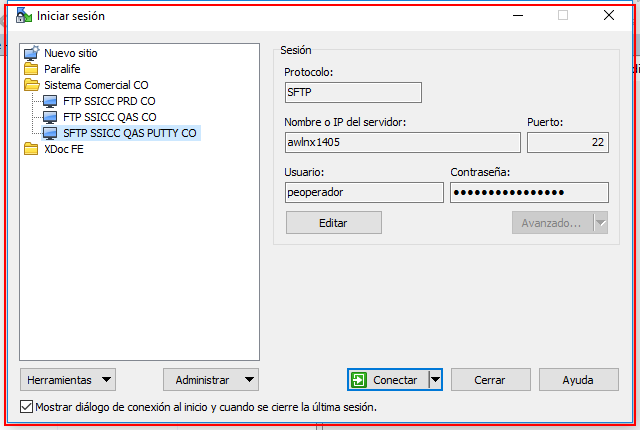 Iniciar sesión
Nuevo sitio
Paralife
Sistema Comercial CO
FTP SSICC PRD CO
FTP SSICC QAS CO
SFTP SSICC QAS PUTTY CO
XDoc FE
Sesión
Protocolo:
SFTP
Nombre o IP del servidor:
Puerto:
awlnx1405
22
Usuario:
Contraseña:
peoperador
••••••••••••••••
Editar
Avanzado...
Herramientas
Administrar
Conectar
Cerrar
Ayuda
Mostrar diálogo de conexión al inicio y cuando se cierre la última sesión.